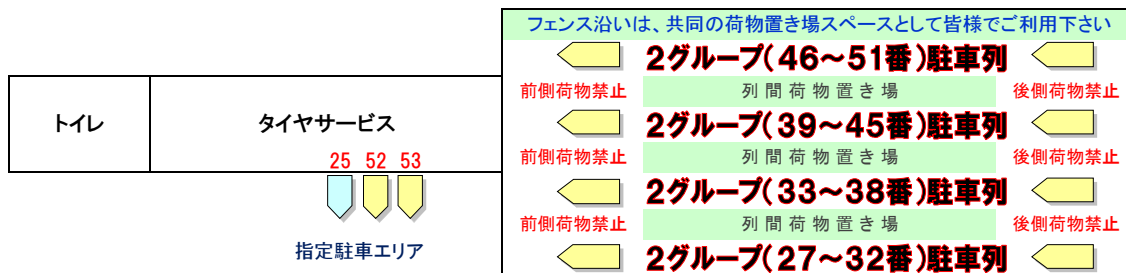 フェンス沿いは、共同の荷物置き場スペースとして皆様でご利用下さい
2グループ(46～51番)駐車列
前側荷物禁止 列間荷物置き場 後側荷物禁止
トイレ タイヤサービス
2グループ(39～45番)駐車列
前側荷物禁止 列間荷物置き場 後側荷物禁止
25 52 53
2グループ(33～38番)駐車列
前側荷物禁止 列間荷物置き場 後側荷物禁止
指定駐車エリア
2グループ(27～32番)駐車列